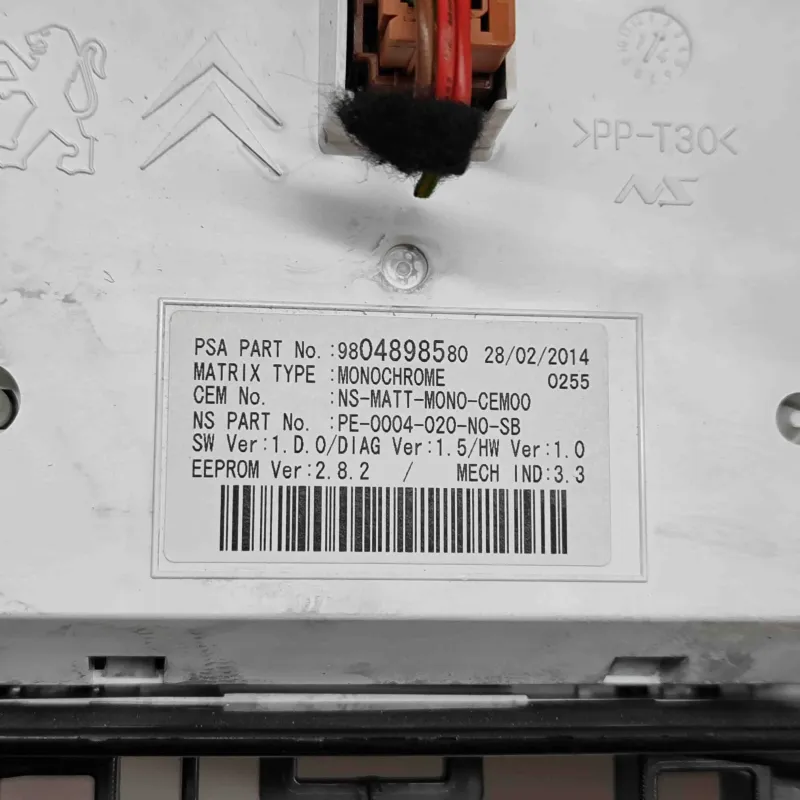 >PP-T30<
NS
PSA PART No.:9804898580 28/02/2014
MATRIX TYPE :MONOCHROME 0255
CEM No. :NS-MATT-MONO-CEM00
NS PART No. :PE-0004-020-NO-SB
SW Ver:1.D.0/DIAG Ver:1.5/HW Ver:1.0
EEPROM Ver:2.8.2 / MECH IND:3.3